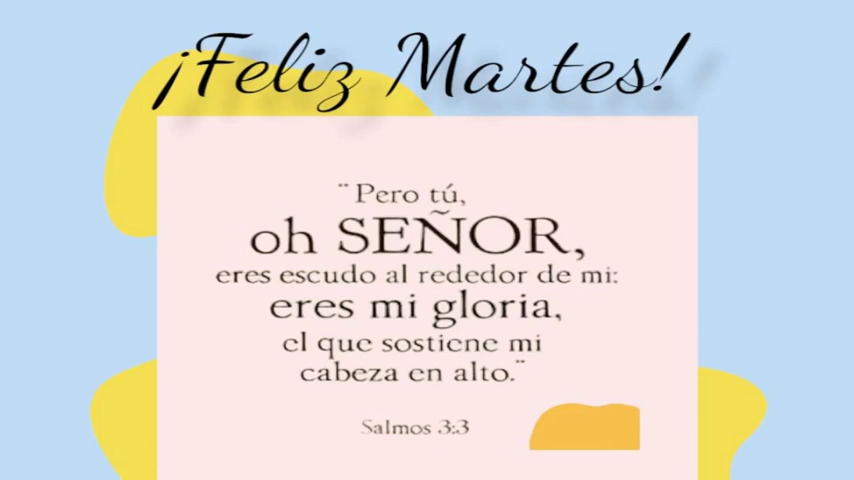 ¡Feliz Martes!
¨Pero tú,
oh SEÑOR,
eres escudo al rededor de mi:
eres mi gloria,
el que sostiene mi
cabeza en alto.¨
Salmos 3:3